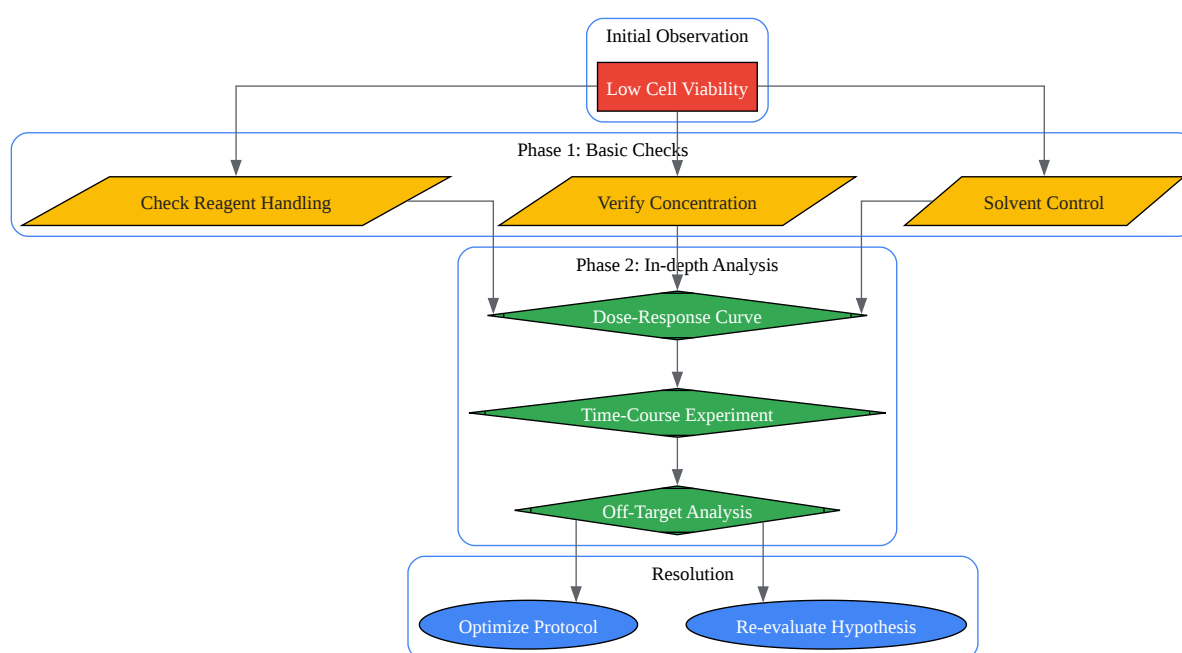 Initial Observation
Low Cell Viability
Phase 1: Basic Checks
Check Reagent Handling
Verify Concentration
Solvent Control
Phase 2: In-depth Analysis
Dose-Response Curve
Time-Course Experiment
Off-Target Analysis
Resolution
Optimize Protocol
Re-evaluate Hypothesis